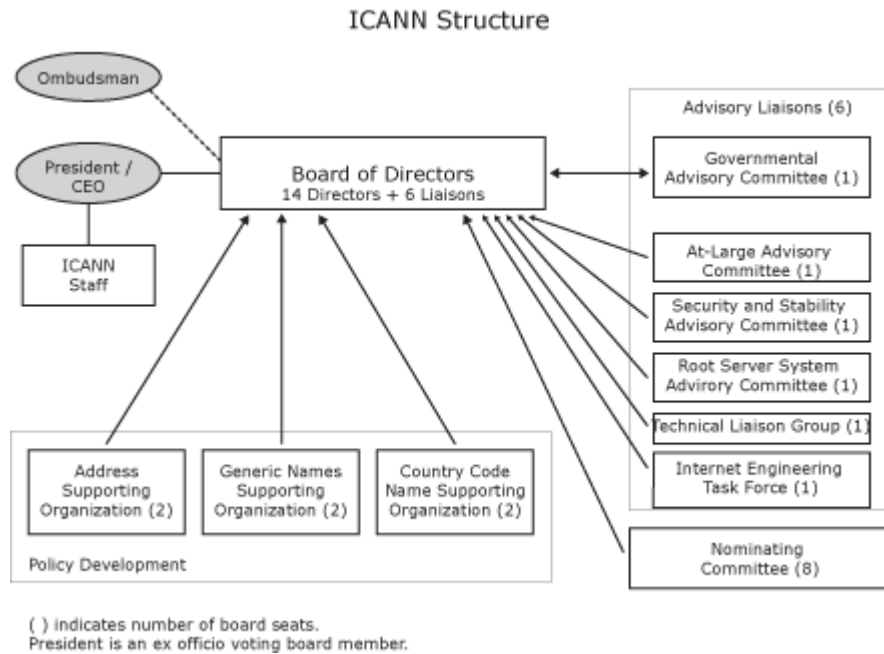 ICANN Structure
Ombudsman
President /
CEO
ICANN
Staff
Board of Directors
14 Directors + 6 Liaisons
Advisory Liaisons (6)
Governmental
Advisory Committee (1)
At-Large Advisory
Committee (1)
Security and Stability
Advisory Committee (1)
Root Server System
Advirory Committee (1)
Technical Liaison Group (1)
Internet Engineering
Task Force (1)
Nominating
Committee (8)
Address
Supporting
Organization (2)
Generic Names
Supporting
Organization (2)
Country Code
Name Supporting
Organization (2)
Policy Development
( ) indicates number of board seats.
President is an ex officio voting board member.